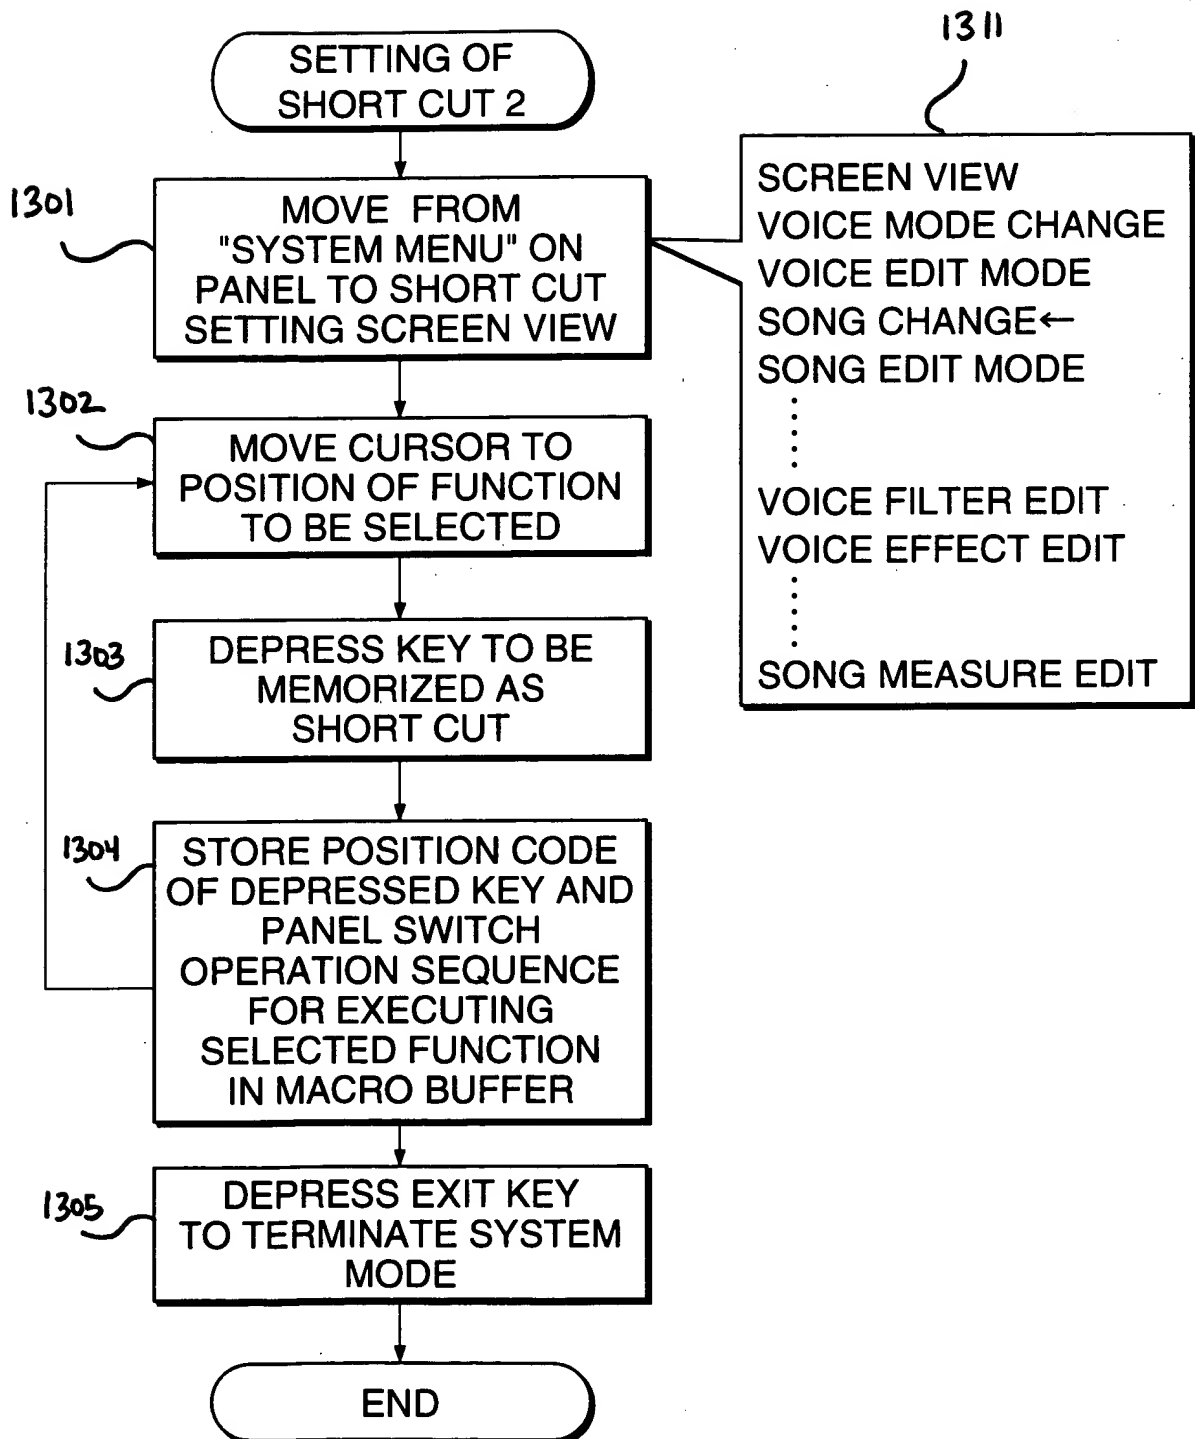 SETTING OF
SHORT CUT 2
1301
MOVE FROM
"SYSTEM MENU" ON
PANEL TO SHORT CUT
SETTING SCREEN VIEW
1311
SCREEN VIEW
VOICE MODE CHANGE
VOICE EDIT MODE
SONG CHANGE←
SONG EDIT MODE
VOICE FILTER EDIT
VOICE EFFECT EDIT
SONG MEASURE EDIT
1302
MOVE CURSOR TO
POSITION OF FUNCTION
TO BE SELECTED
1303
DEPRESS KEY TO BE
MEMORIZED AS
SHORT CUT
1304
STORE POSITION CODE
OF DEPRESSED KEY AND
PANEL SWITCH
OPERATION SEQUENCE
FOR EXECUTING
SELECTED FUNCTION
IN MACRO BUFFER
1305
DEPRESS EXIT KEY
TO TERMINATE SYSTEM
MODE
END